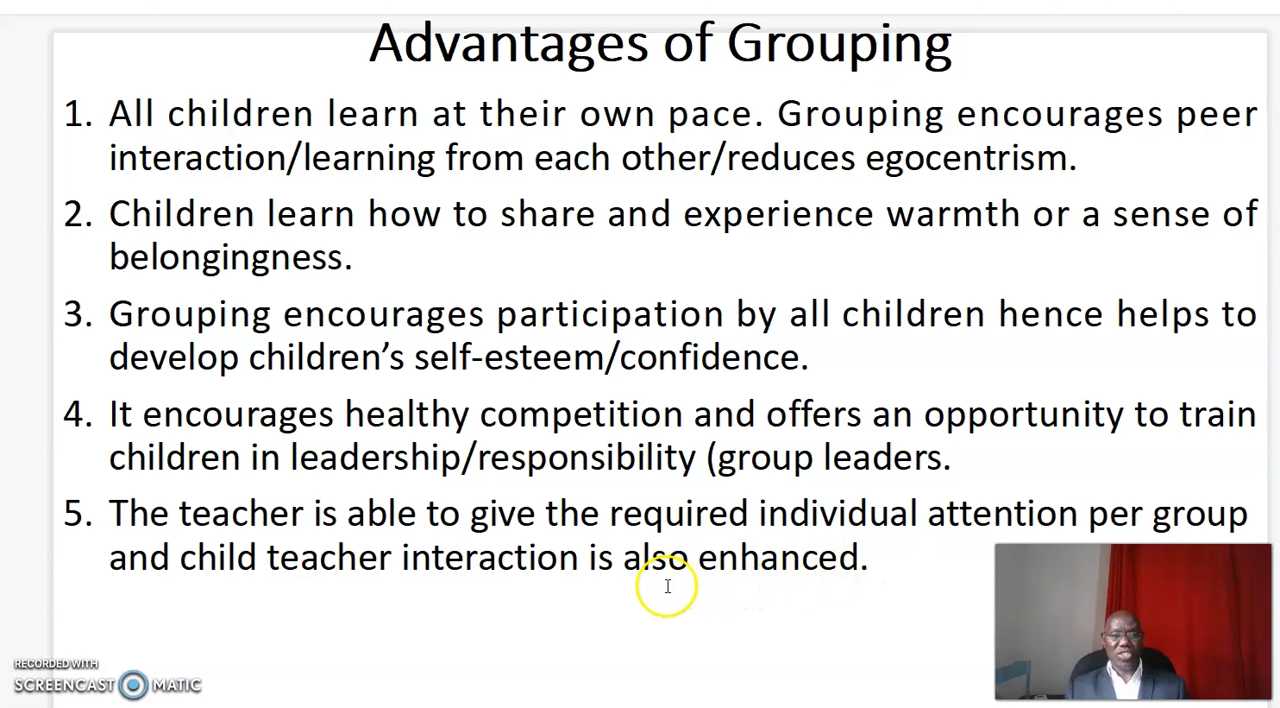 Advantages of Grouping
1. All children learn at their own pace. Grouping encourages peer
interaction/learning from each other/reduces egocentrism.
2. Children learn how to share and experience warmth or a sense of
belongingness.
3. Grouping encourages participation by all children hence helps to
develop children’s self-esteem/confidence.
4. It encourages healthy competition and offers an opportunity to train
children in leadership/responsibility (group leaders.
5. The teacher is able to give the required individual attention per group
and child teacher interaction is also enhanced.
RECORDED WITH
SCREENCAST MATIC